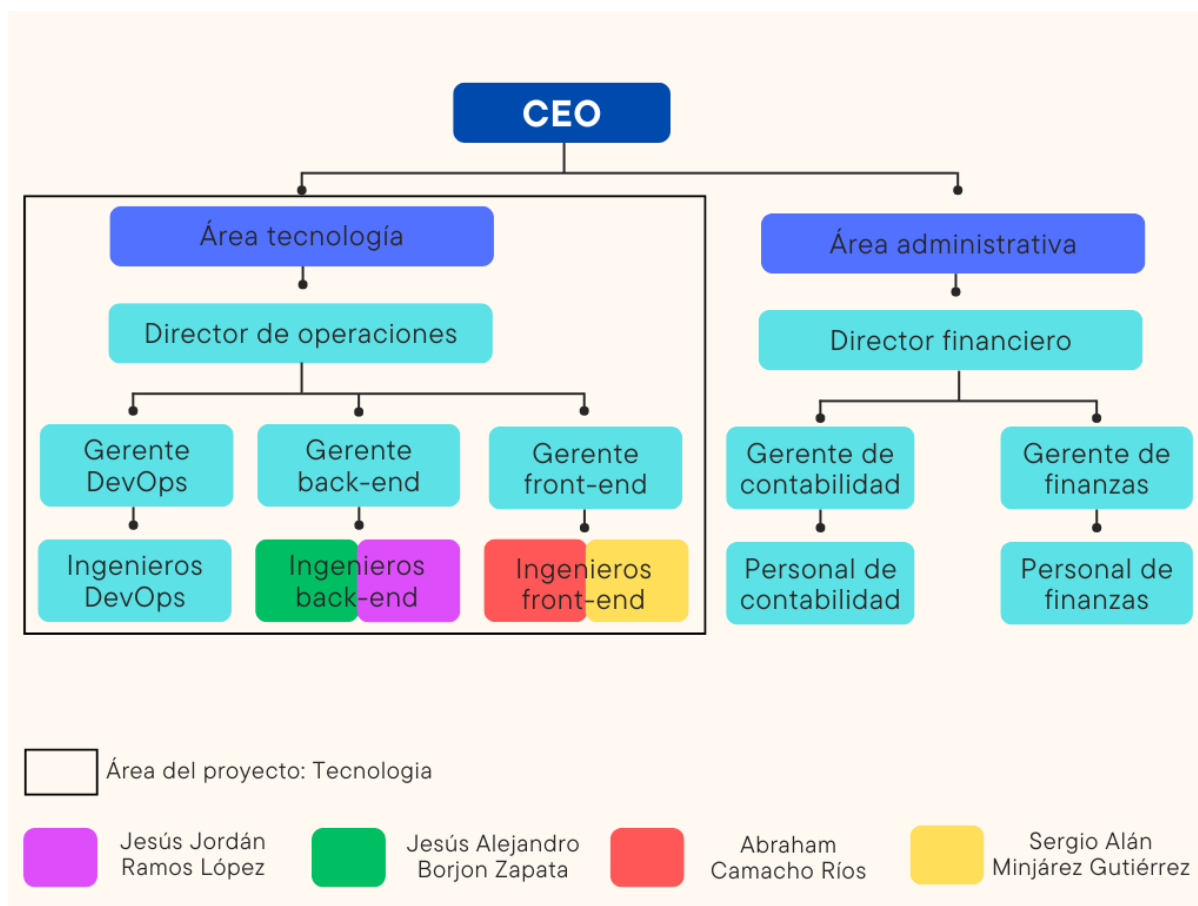 CEO
Área tecnología
Área administrativa
Director de operaciones
Director financiero
Gerente
DevOps
Gerente
back-end
Gerente
front-end
Gerente de
contabilidad
Gerente de
finanzas
Ingenieros
DevOps
Ingenieros
back-end
Ingenieros
front-end
Personal de
contabilidad
Personal de
finanzas
Área del proyecto: Tecnologia
Jesús Jordán
Ramos López
Jesús Alejandro
Borjon Zapata
Abraham
Camacho Ríos
Sergio Alán
Minjárez Gutiérrez